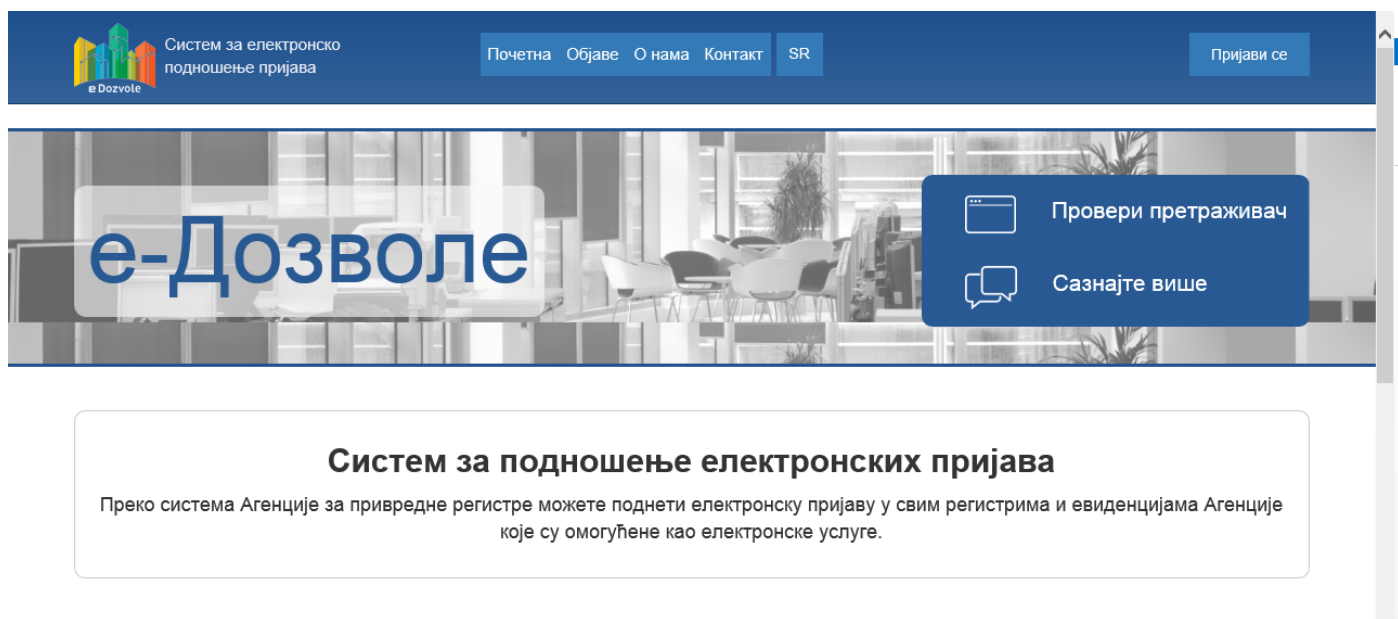 Систем за електронско
подношење пријава
e Dozvole
Почетна Објаве О нама Контакт SR
Пријави се
е-Дозволе
Провери претраживач
Сазнајте више
Систем за подношење електронских пријава
Преко система Агенције за привредне регистре можете поднети електронску пријаву у свим регистрима и евиденцијама Агенције
које су омогућене као електронске услуге.